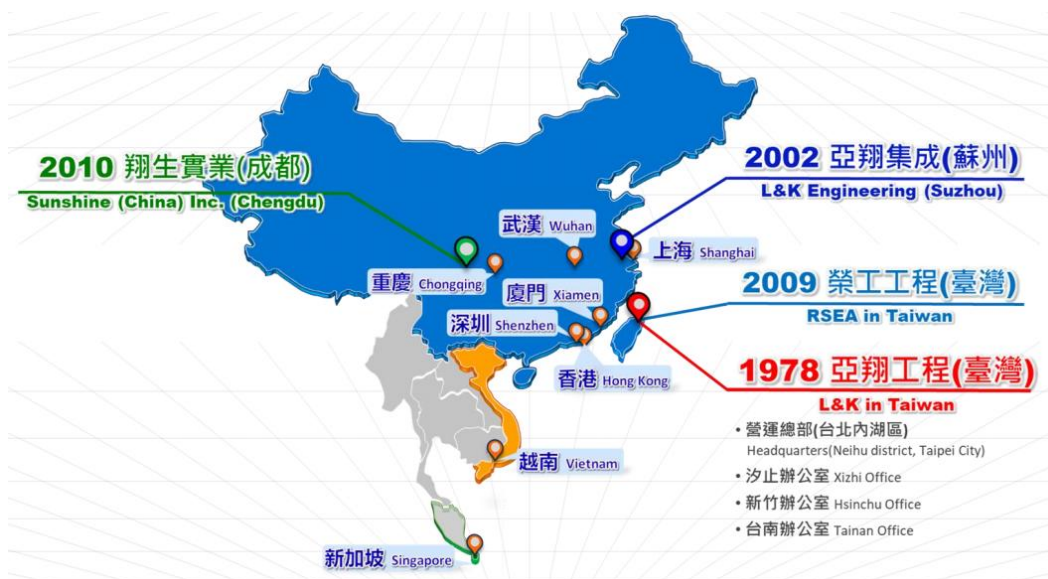 2010 翔生實業(成都)
Sunshine (China) Inc. (Chengdu)
2002 亞翔集成(蘇州)
L&K Engineering (Suzhou)
武漢 Wuhan
上海 Shanghai
重慶 Chongqing
廈門 Xiamen
2009 榮工工程(臺灣)
RSEA in Taiwan
深圳 Shenzhen
香港 Hong Kong
1978 亞翔工程(臺灣)
L&K in Taiwan
• 營運總部(台北內湖區)
Headquarters(Neihu district, Taipei City)
• 汐止辦公室 Xizhi Office
• 新竹辦公室 Hsinchu Office
• 台南辦公室 Tainan Office
越南 Vietnam
新加坡 Singapore